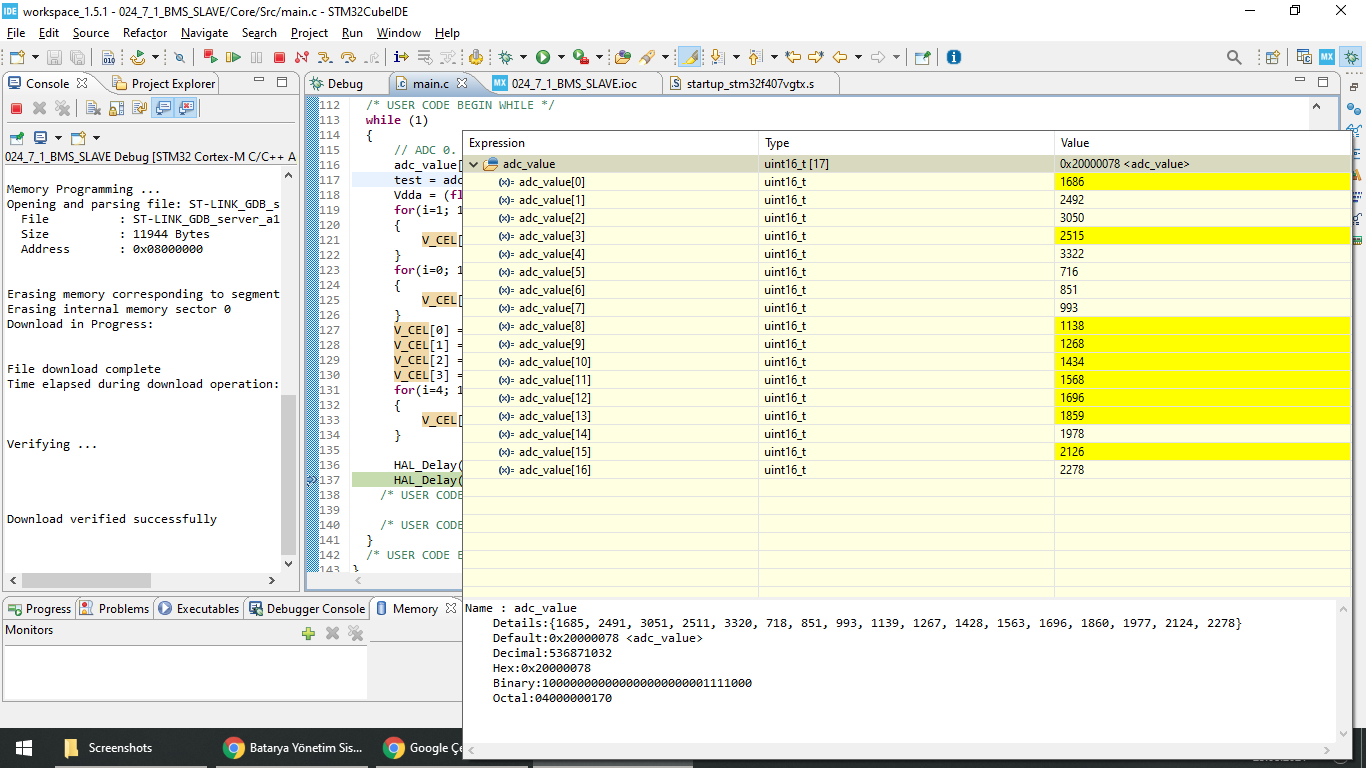 workspace_1.5.1 - 024_7_1_BMS_SLAVE/Core/Src/main.c - STM32CubeIDE
File Edit Source Refactor Navigate Search Project Run Window Help
Console Project Explorer
024_7_1_BMS_SLAVE Debug [STM32 Cortex-M C/C++ A
Memory Programming ...
Opening and parsing file: ST-LINK_GDB_s
File : ST-LINK_GDB_server_a1
Size : 11944 Bytes
Address : 0x08000000
Erasing memory corresponding to segment
Erasing internal memory sector 0
Download in Progress:
File download complete
Time elapsed during download operation:
Verifying ...
Download verified successfully
Debug main.c 024_7_1_BMS_SLAVE.ioc startup_stm32f407vgtx.s
112 /* USER CODE BEGIN WHILE */
113 while (1)
114 {
115 // ADC 0.
116 adc_value[
117 test = adc
118 Vdda = (fl
119 for(i=1; 1
120 {
121 V_CEL[
122 }
123 for(i=0; 1
124 {
125 V_CEL[
126 }
127 V_CEL[0] =
128 V_CEL[1] =
129 V_CEL[2] =
130 V_CEL[3] =
131 for(i=4; 1
132 {
133 V_CEL[
134 }
135
136 HAL_Delay(
137 HAL_Delay(
138 /* USER CODE
139
140 /* USER CODE
141 }
142 /* USER CODE E
143 }
Expression Type Value
adc_value uint16_t [17] 0x20000078 <adc_value>
adc_value[0] uint16_t 1686
adc_value[1] uint16_t 2492
adc_value[2] uint16_t 3050
adc_value[3] uint16_t 2515
adc_value[4] uint16_t 3322
adc_value[5] uint16_t 716
adc_value[6] uint16_t 851
adc_value[7] uint16_t 993
adc_value[8] uint16_t 1138
adc_value[9] uint16_t 1268
adc_value[10] uint16_t 1434
adc_value[11] uint16_t 1568
adc_value[12] uint16_t 1696
adc_value[13] uint16_t 1859
adc_value[14] uint16_t 1978
adc_value[15] uint16_t 2126
adc_value[16] uint16_t 2278
Name : adc_value
Details:{1685, 2491, 3051, 2511, 3320, 718, 851, 993, 1139, 1267, 1428, 1563, 1696, 1860, 1977, 2124, 2278}
Default:0x20000078 <adc_value>
Decimal:536871032
Hex:0x20000078
Binary:100000000000000000000001111000
Octal:04000000170
Progress Problems Executables Debugger Console Memory
Monitors
Screenshots Batarya Yönetim Sis... Google Çe